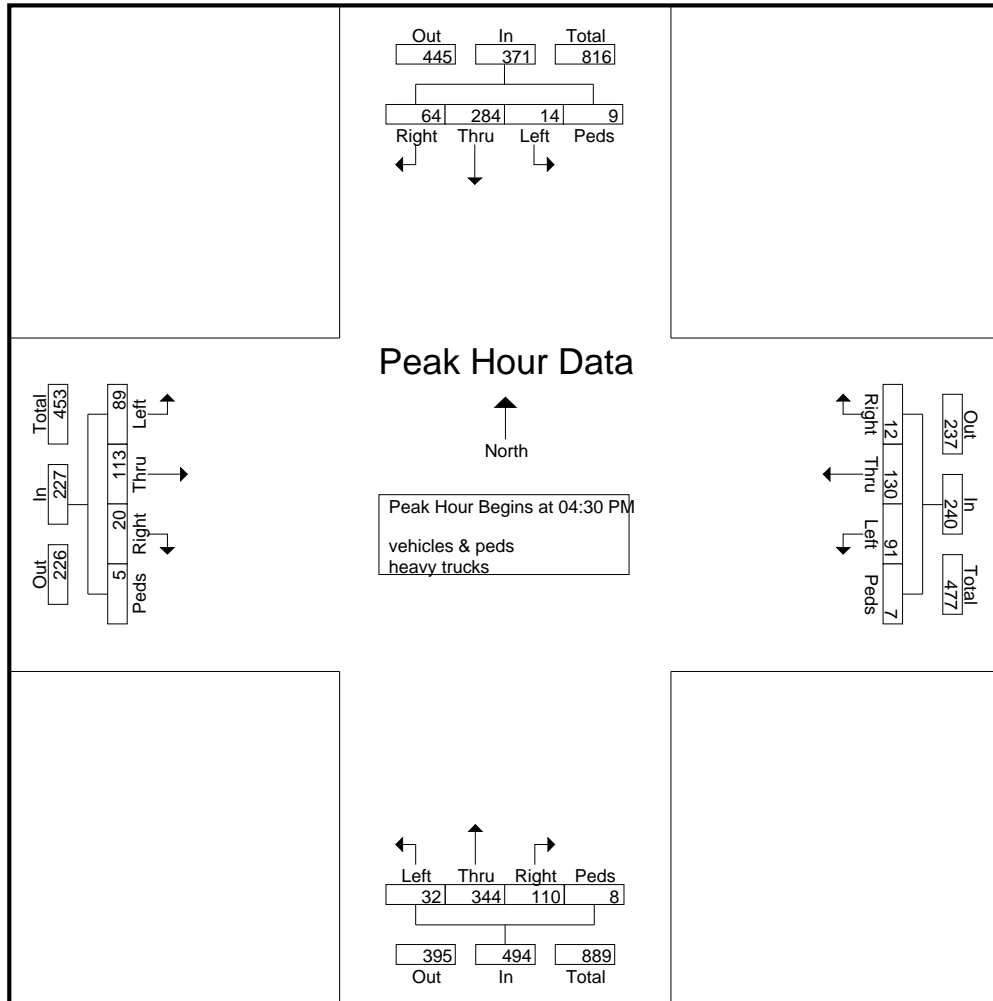 Out In Total
445 371 816
64 284 14 9
Right Thru Left Peds
Peak Hour Data
North
Peak Hour Begins at 04:30 PM
vehicles & peds
heavy trucks
Total In Out
453 227 226
89 113 20 5
Left Thru Right Peds
Right Thru Left Peds
12 130 91 7
Out In Total
237 240 477
Left Thru Right Peds
32 344 110 8
395 494 889
Out In Total